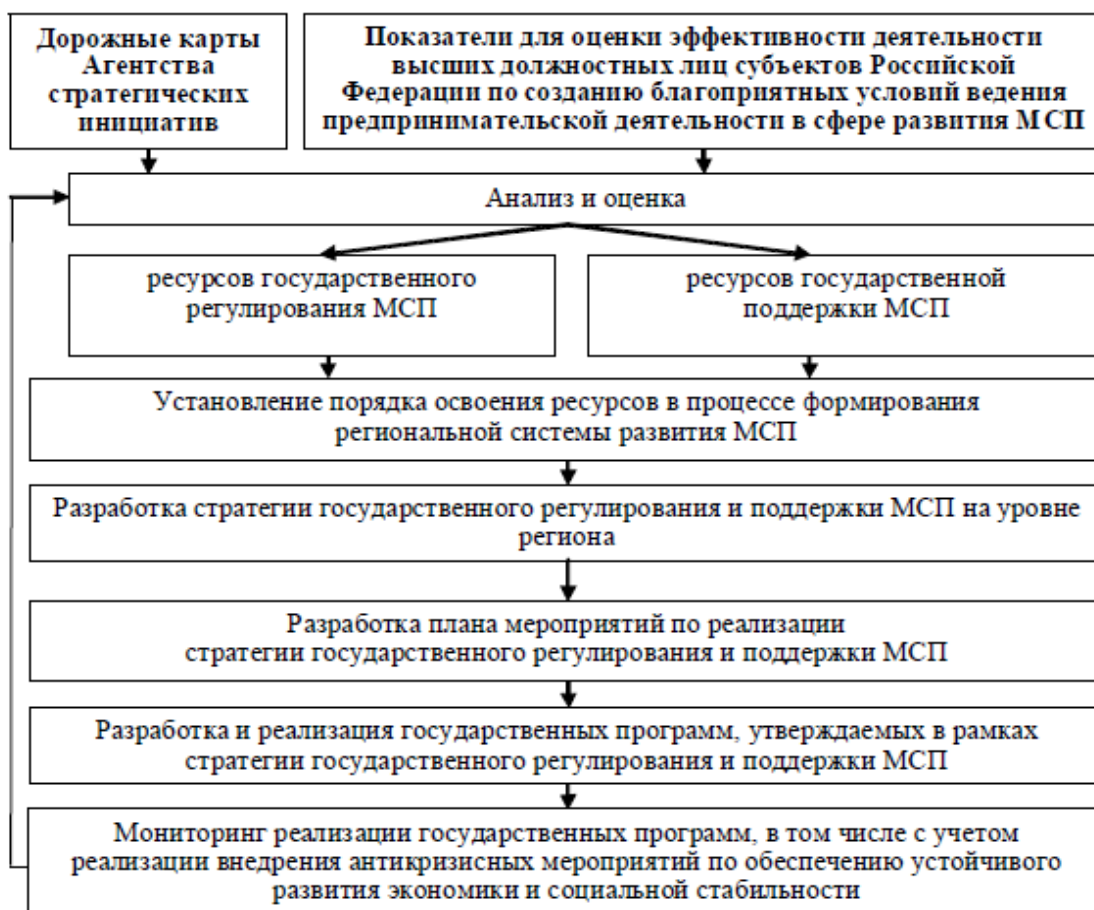 Дорожные карты
Агентства
стратегических
инициатив
Показатели для оценки эффективности деятельности
высших должностных лиц субъектов Российской
Федерации по созданию благоприятных условий ведения
предпринимательской деятельности в сфере развития МСП
Анализ и оценка
ресурсов государственного
регулирования МСП
ресурсов государственной
поддержки МСП
Установление порядка освоения ресурсов в процессе формирования
региональной системы развития МСП
Разработка стратегии государственного регулирования и поддержки МСП на уровне
региона
Разработка плана мероприятий по реализации
стратегии государственного регулирования и поддержки МСП
Разработка и реализация государственных программ, утверждаемых в рамках
стратегии государственного регулирования и поддержки МСП
Мониторинг реализации государственных программ, в том числе с учетом
реализации внедрения антикризисных мероприятий по обеспечению устойчивого
развития экономики и социальной стабильности